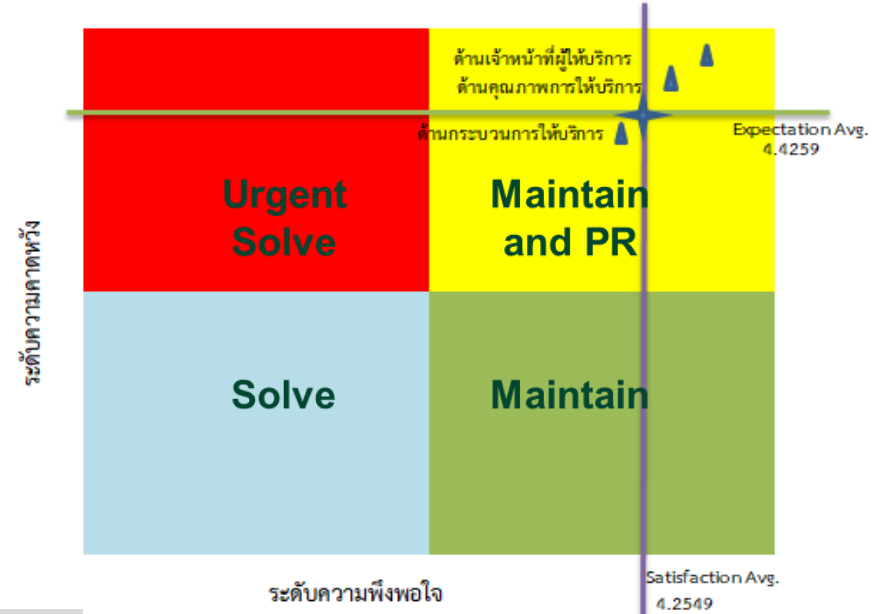 ด้านเจ้าหน้าที่ผู้ให้บริการ
ด้านคุณภาพการให้บริการ
ด้านกระบวนการให้บริการ
Expectation Avg.
4.4259
Urgent
Solve
Maintain
and PR
ระดับความคาดหวัง
Solve
Maintain
ระดับความพึงพอใจ
Satisfaction Avg.
4.2549